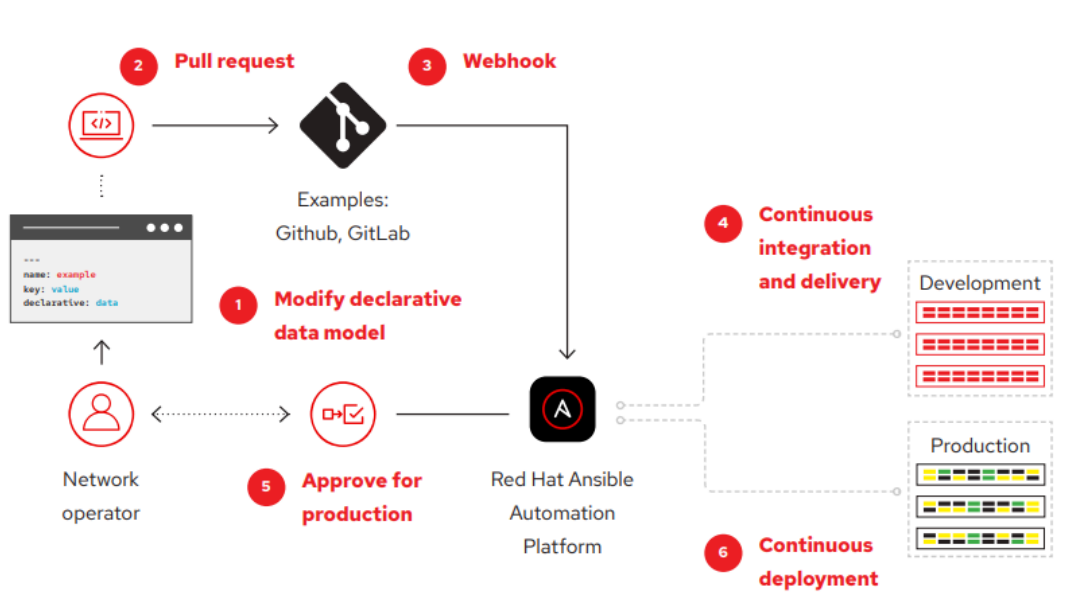 2 Pull request
3 Webhook
</>
Examples:
Github, GitLab
---
name: example
key: value
declarative: data
1 Modify declarative
data model
4 Continuous
integration
and delivery
Development
Network
operator
5 Approve for
production
Red Hat Ansible
Automation
Platform
Production
6 Continuous
deployment